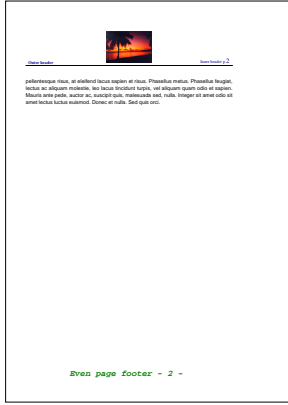 Outer header Inner header p.2
pellentesque risus, at eleifend lacus sapien et risus. Phasellus metus. Phasellus feugiat,
lectus ac aliquam molestie, leo lacus tincidunt turpis, vel aliquam quam odio et sapien.
Mauris ante pede, auctor ac, suscipit quis, malesuada sed, nulla. Integer sit amet odio sit
amet lectus luctus euismod. Donec et nulla. Sed quis orci.
Even page footer - 2 -